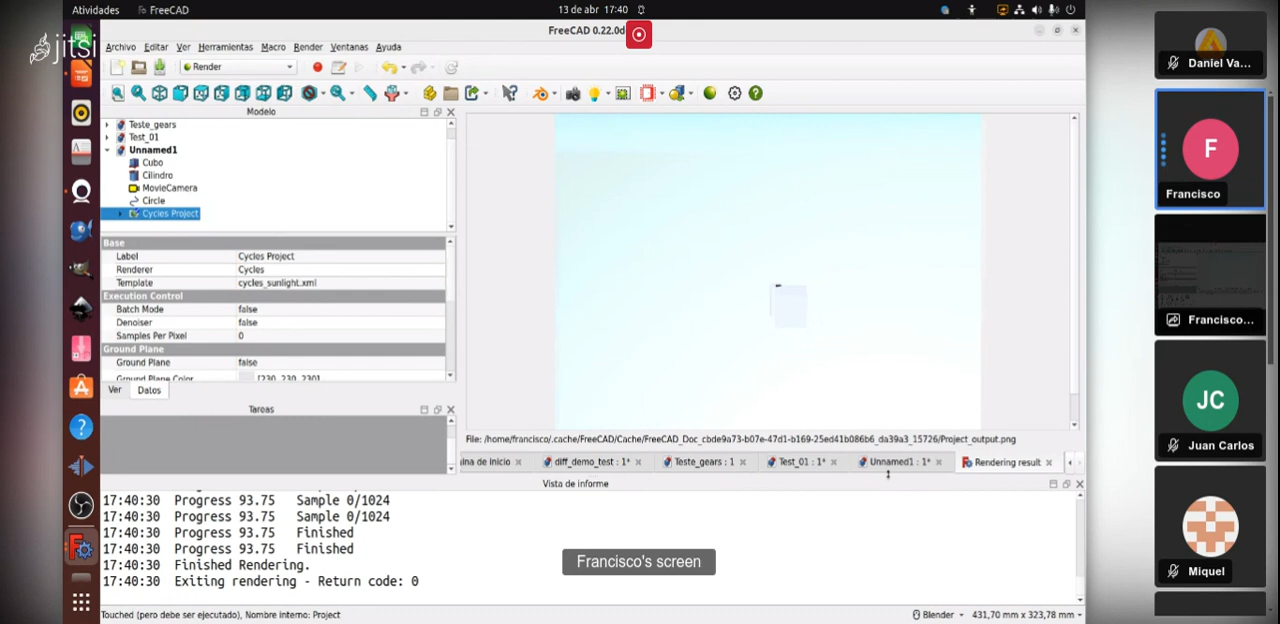 Atividades FreeCAD 13 de abr 17:40
FreeCAD 0.22.0d
jitsi
Archivo Editar Ver Herramientas Macro Render Ventanas Ayuda
Render
Modelo
Teste_gears
Test_01
Unnamed1
Cubo
Cilindro
MovieCamera
Circle
Cycles Project
Base
Label Cycles Project
Renderer Cycles
Template cycles_sunlight.xml
Execution Control
Batch Mode false
Denoiser false
Samples Per Pixel 0
Ground Plane
Ground Plane false
Ground Plane Color [230, 230, 230]
Ver Datos
Tareas
File: /home/francisco/.cache/FreeCAD/Cache/FreeCAD_Doc_cbde9a73-b07e-47d1-b169-25ed41b086b6_da39a3_15726/Project_output.png
ina de inicio diff_demo_test : 1* Teste_gears : 1 Test_01 : 1* Unnamed1 : 1* Rendering result
Vista de informe
17:40:30 Progress 93.75 Sample 0/1024
17:40:30 Progress 93.75 Sample 0/1024
17:40:30 Progress 93.75 Finished
17:40:30 Progress 93.75 Finished
17:40:30 Finished Rendering.
17:40:30 Exiting rendering - Return code: 0
Francisco's screen
Touched (pero debe ser ejecutado), Nombre interno: Project
Blender 431,70 mm x 323,78 mm
Daniel Va...
F
Francisco
Francisco...
JC
Juan Carlos
Miquel